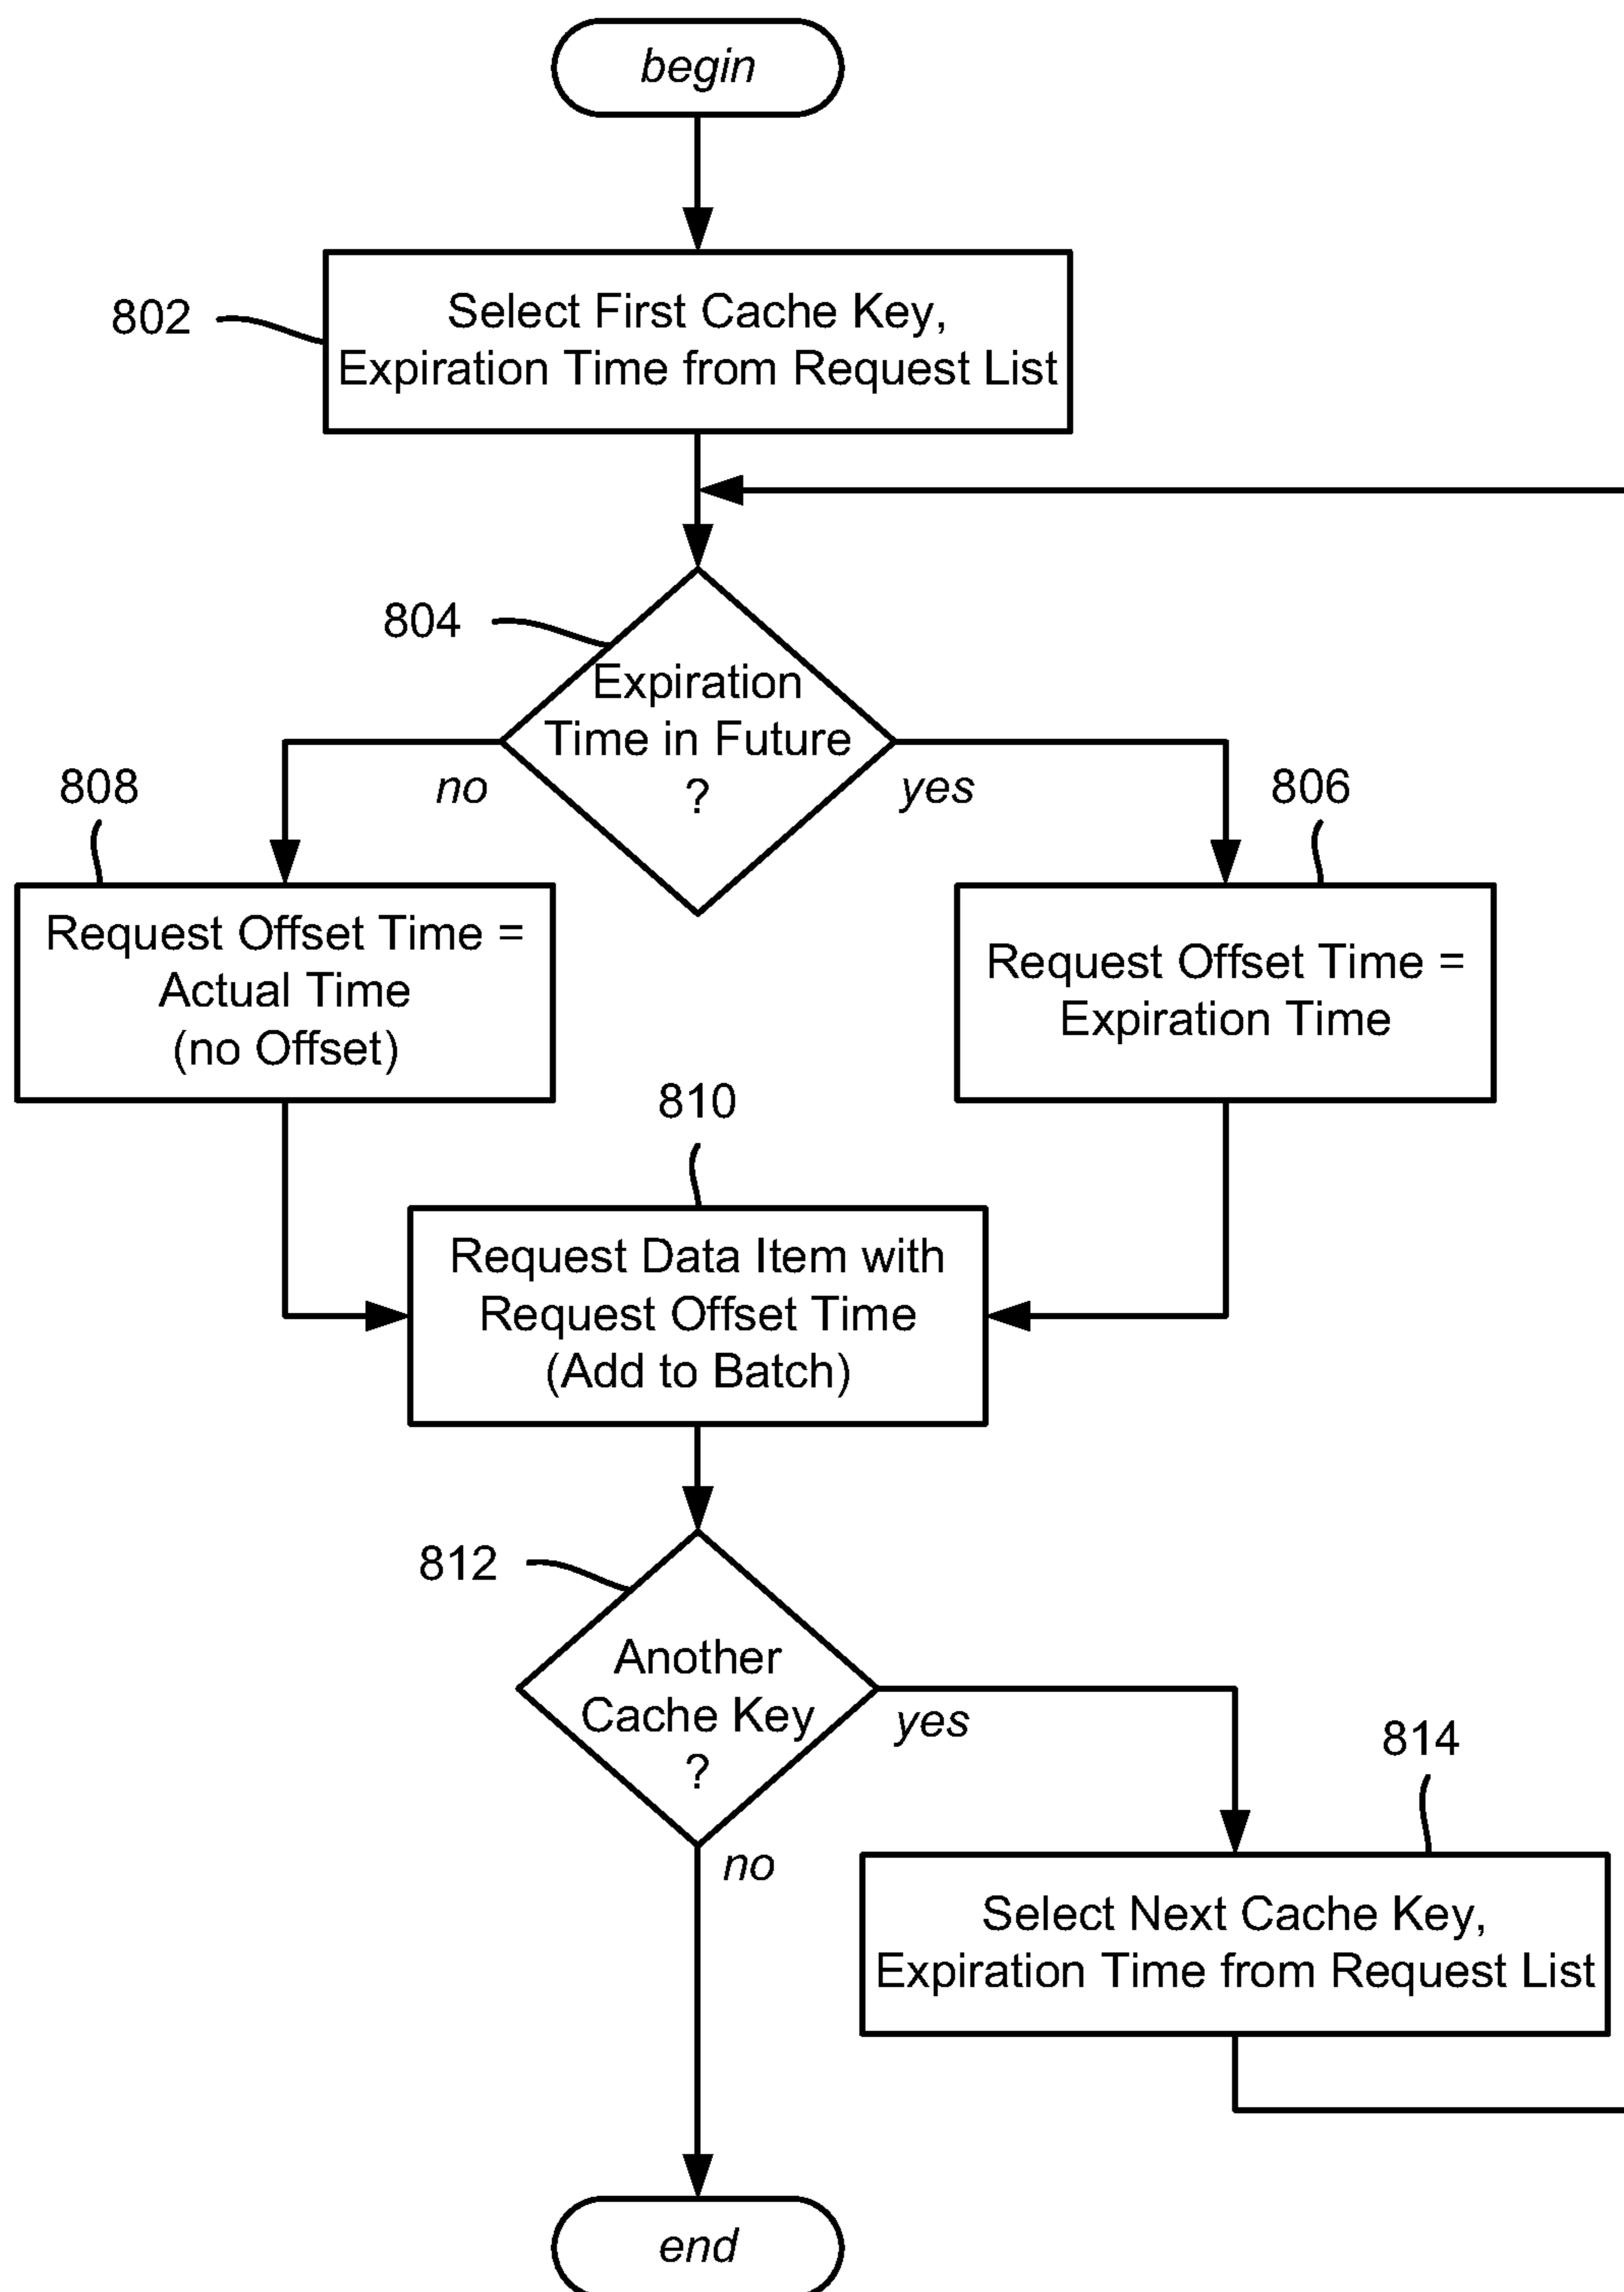 begin
802
Select First Cache Key,
Expiration Time from Request List
804
Expiration
Time in Future
?
no
yes
808
806
Request Offset Time =
Actual Time
(no Offset)
Request Offset Time =
Expiration Time
810
Request Data Item with
Request Offset Time
(Add to Batch)
812
Another
Cache Key
?
yes
no
814
Select Next Cache Key,
Expiration Time from Request List
end